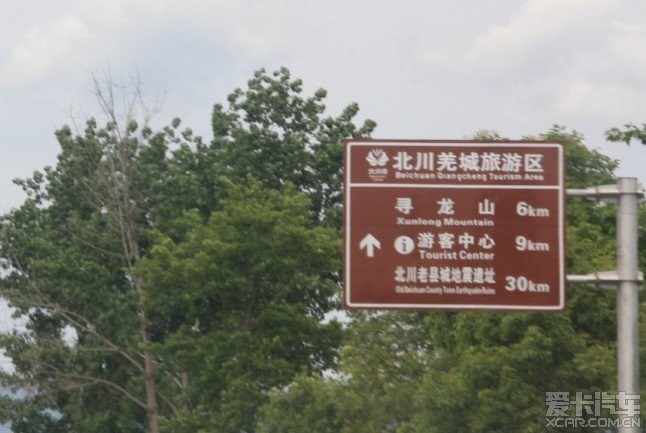 北川羌城旅游区
Beichuan Qiangcheng Tourism Area
寻龙山 6km
Xunlong Mountain
游客中心 9km
Tourist Center
北川老县城地震遗址 30km
Old Beichuan County Town Earthquake Ruins
爱卡汽车
XCAR.COM.CN